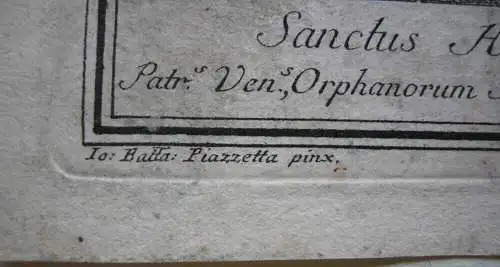 Sanctus H
Patr.s Ven.s, Orphanorum
Io: Batta: Piazzetta pinx.